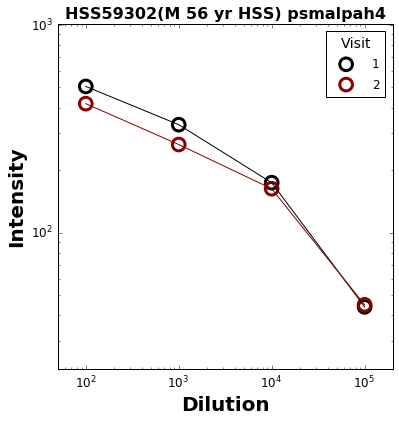 HSS59302(M 56 yr HSS) psmalpah4
10³
Visit
1
2
Intensity
10²
10² 10³ 10⁴ 10⁵
Dilution